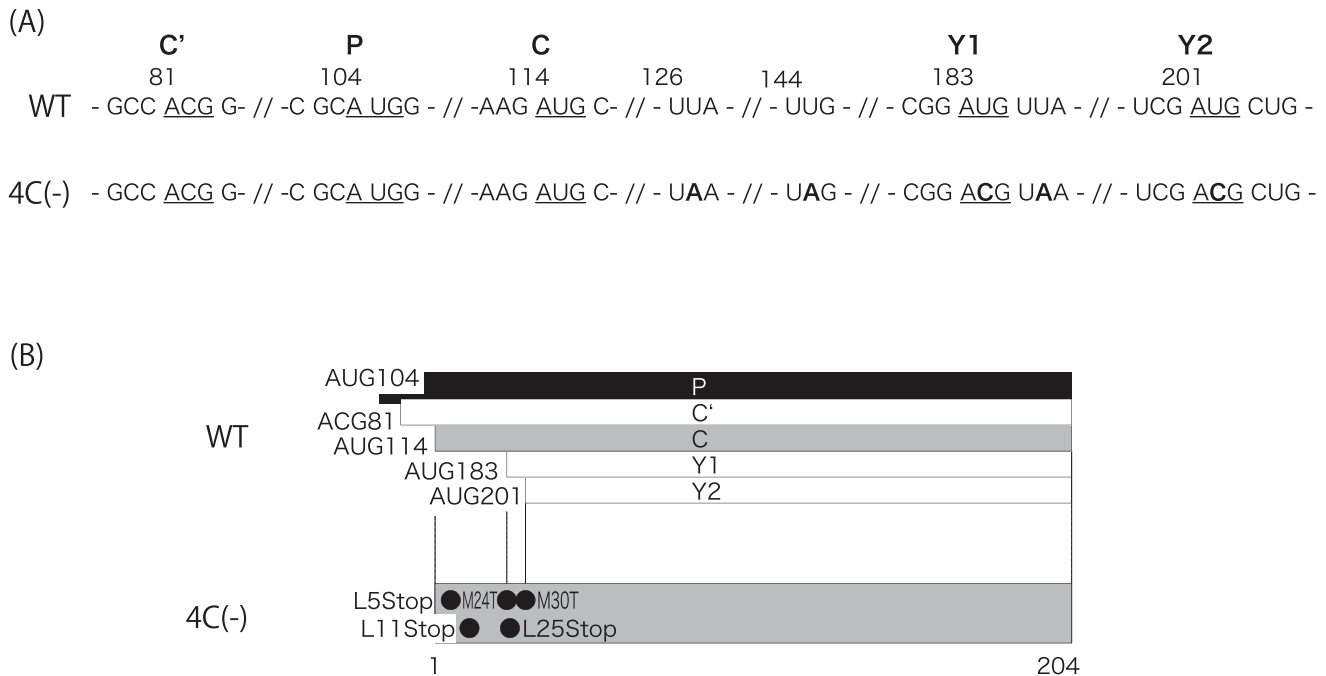 (A)
C’ P C Y1 Y2
81 104 114 126 144 183 201
WT - GCC ACG G- // -C GCA UGG - // -AAG AUG C- // - UUA - // - UUG - // - CGG AUG UUA - // - UCG AUG CUG -
4C(-) - GCC ACG G- // -C GCA UGG - // -AAG AUG C- // - UAA - // - UAG - // - CGG ACG UAA - // - UCG ACG CUG -
(B)
AUG104 P
ACG81 C‘
WT
AUG114 C
AUG183 Y1
AUG201 Y2
L5Stop M24T M30T
4C(-)
L11Stop L25Stop
1 204